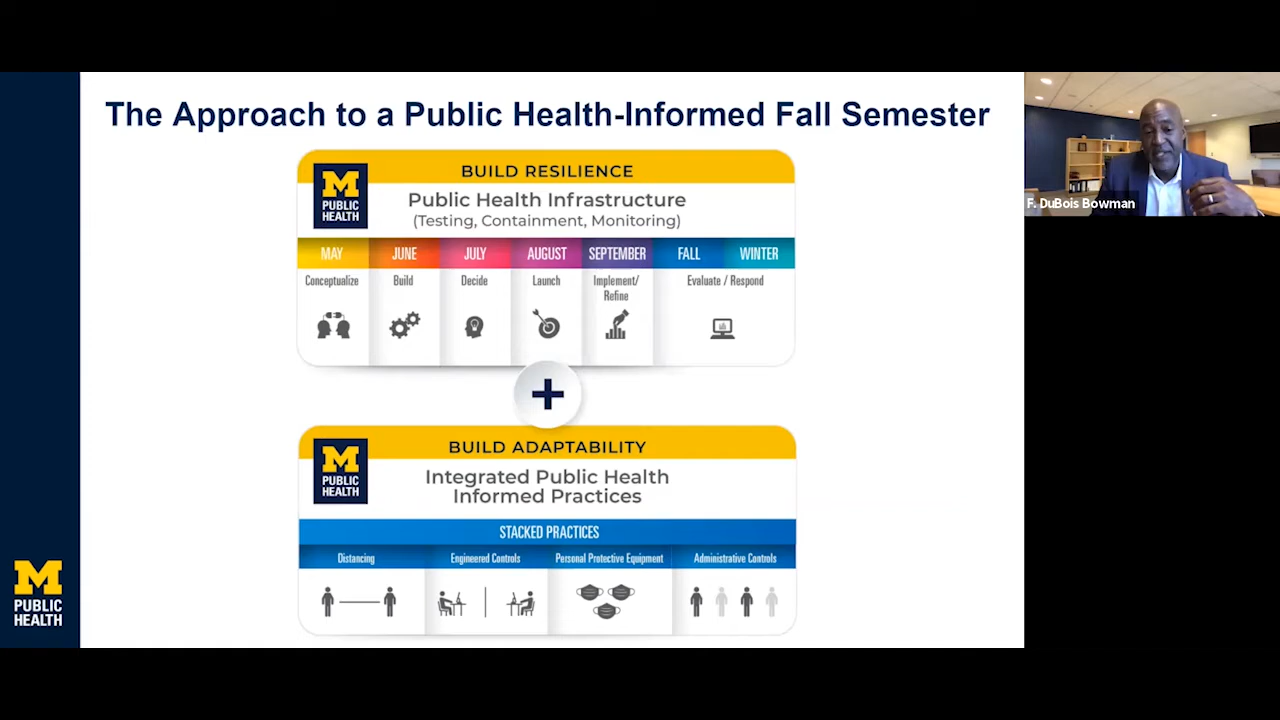 The Approach to a Public Health-Informed Fall Semester
F. DuBois Bowman
M
PUBLIC
HEALTH
BUILD RESILIENCE
Public Health Infrastructure
(Testing, Containment, Monitoring)
MAY JUNE JULY AUGUST SEPTEMBER FALL WINTER
Conceptualize Build Decide Launch Implement/ Evaluate / Respond
Refine
+
M
PUBLIC
HEALTH
BUILD ADAPTABILITY
Integrated Public Health
Informed Practices
STACKED PRACTICES
Distancing Engineered Controls Personal Protective Equipment Administrative Controls
M
PUBLIC
HEALTH